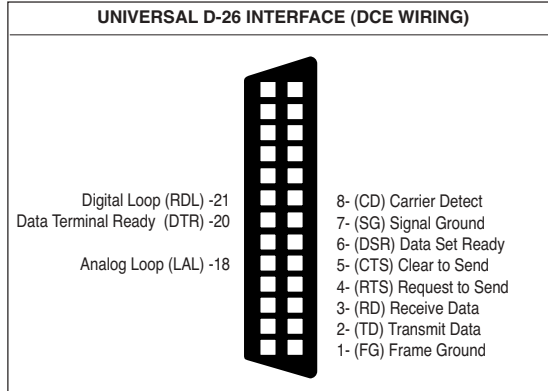 UNIVERSAL D-26 INTERFACE (DCE WIRING)
Digital Loop (RDL) -21
Data Terminal Ready (DTR) -20
Analog Loop (LAL) -18
8- (CD) Carrier Detect
7- (SG) Signal Ground
6- (DSR) Data Set Ready
5- (CTS) Clear to Send
4- (RTS) Request to Send
3- (RD) Receive Data
2- (TD) Transmit Data
1- (FG) Frame Ground